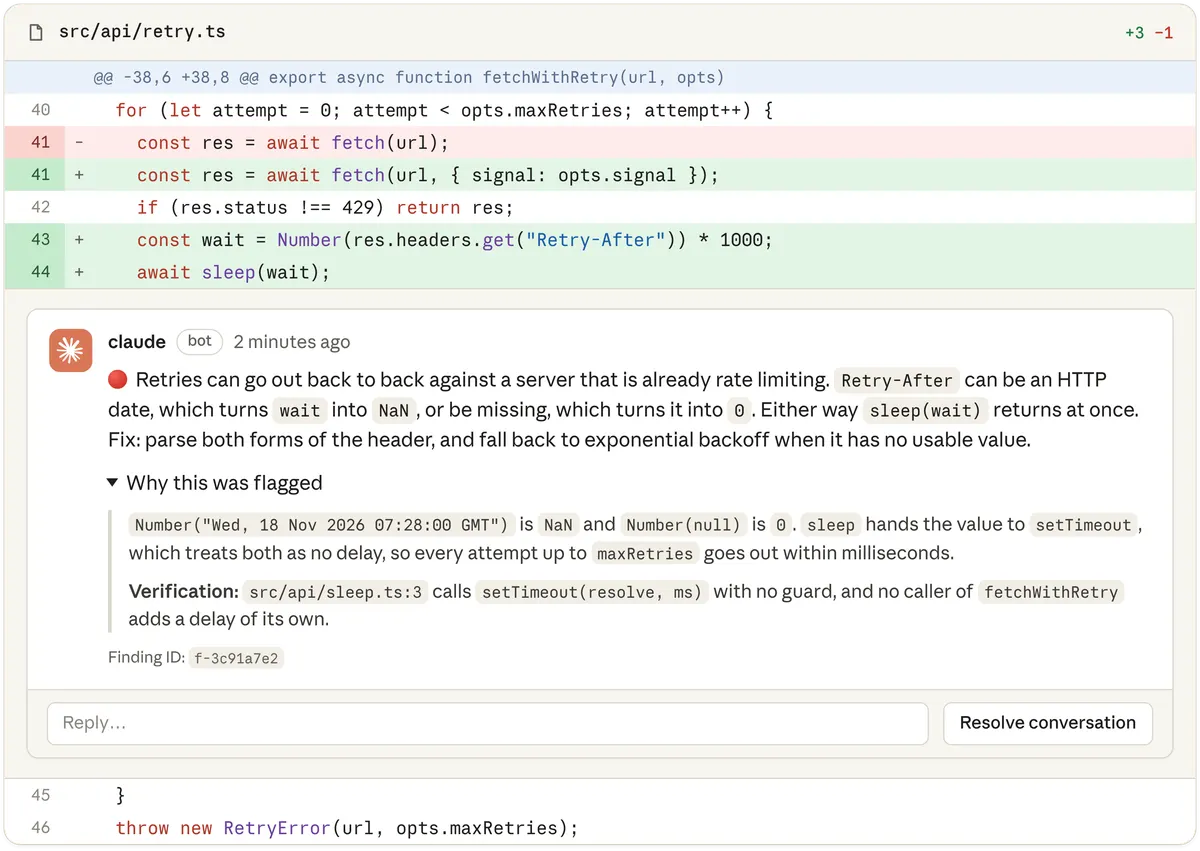 src/api/retry.ts
+3 −1
@@ -38,6 +38,8 @@ export async function fetchWithRetry(url, opts)
40 for (let attempt = 0; attempt < opts.maxRetries; attempt++) {
41 - const res = await fetch(url);
41 + const res = await fetch(url, { signal: opts.signal });
42 if (res.status !== 429) return res;
43 + const wait = Number(res.headers.get("Retry-After")) * 1000;
44 + await sleep(wait);
claude bot 2 minutes ago
Retries can go out back to back against a server that is already rate limiting. Retry-After can be an HTTP
date, which turns wait into NaN, or be missing, which turns it into 0. Either way sleep(wait) returns at once.
Fix: parse both forms of the header, and fall back to exponential backoff when it has no usable value.
Why this was flagged
Number("Wed, 18 Nov 2026 07:28:00 GMT") is NaN and Number(null) is 0. sleep hands the value to setTimeout,
which treats both as no delay, so every attempt up to maxRetries goes out within milliseconds.
Verification: src/api/sleep.ts:3 calls setTimeout(resolve, ms) with no guard, and no caller of fetchWithRetry
adds a delay of its own.
Finding ID: f-3c91a7e2
Reply...
Resolve conversation
45 }
46 throw new RetryError(url, opts.maxRetries);